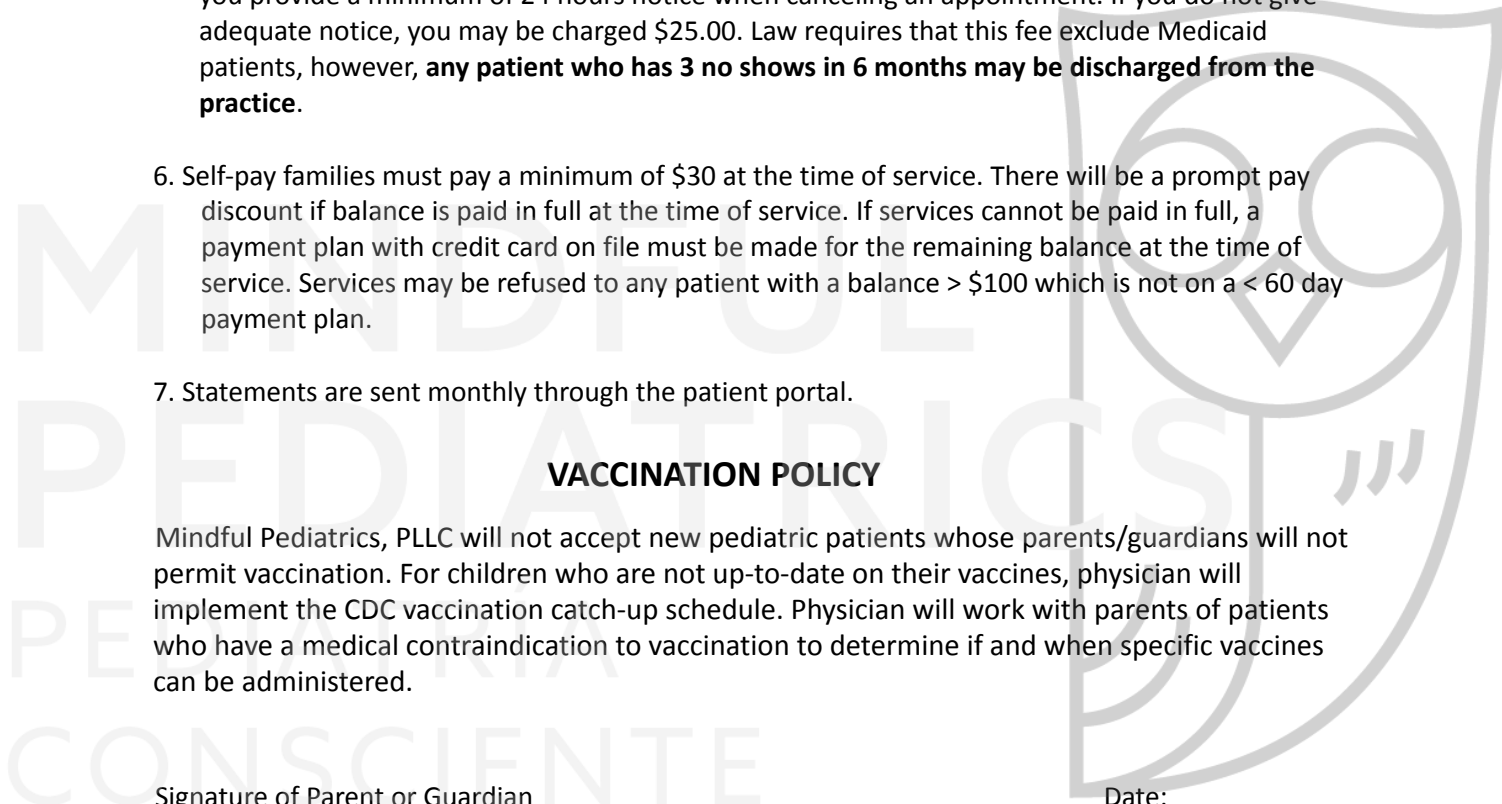 you provide a minimum of 24 hours notice when canceling an appointment. If you do not give
adequate notice, you may be charged $25.00. Law requires that this fee exclude Medicaid
patients, however, any patient who has 3 no shows in 6 months may be discharged from the
practice.
6. Self-pay families must pay a minimum of $30 at the time of service. There will be a prompt pay
discount if balance is paid in full at the time of service. If services cannot be paid in full, a
payment plan with credit card on file must be made for the remaining balance at the time of
service. Services may be refused to any patient with a balance > $100 which is not on a < 60 day
payment plan.
7. Statements are sent monthly through the patient portal.
VACCINATION POLICY
Mindful Pediatrics, PLLC will not accept new pediatric patients whose parents/guardians will not
permit vaccination. For children who are not up-to-date on their vaccines, physician will
implement the CDC vaccination catch-up schedule. Physician will work with parents of patients
who have a medical contraindication to vaccination to determine if and when specific vaccines
can be administered.
Signature of Parent or Guardian Date:
MINDFUL
PEDIATRICS
PEDIATRÍA
CONSCIENTE